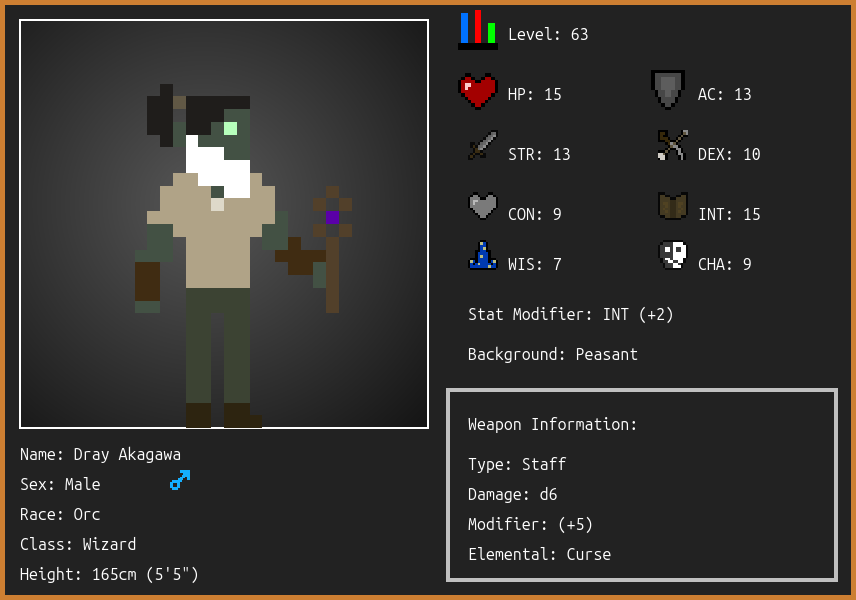 Level: 63
HP: 15
AC: 13
STR: 13
DEX: 10
CON: 9
INT: 15
WIS: 7
CHA: 9
Stat Modifier: INT (+2)
Background: Peasant
Weapon Information:
Type: Staff
Damage: d6
Modifier: (+5)
Elemental: Curse
Name: Dray Akagawa
Sex: Male
Race: Orc
Class: Wizard
Height: 165cm (5'5")